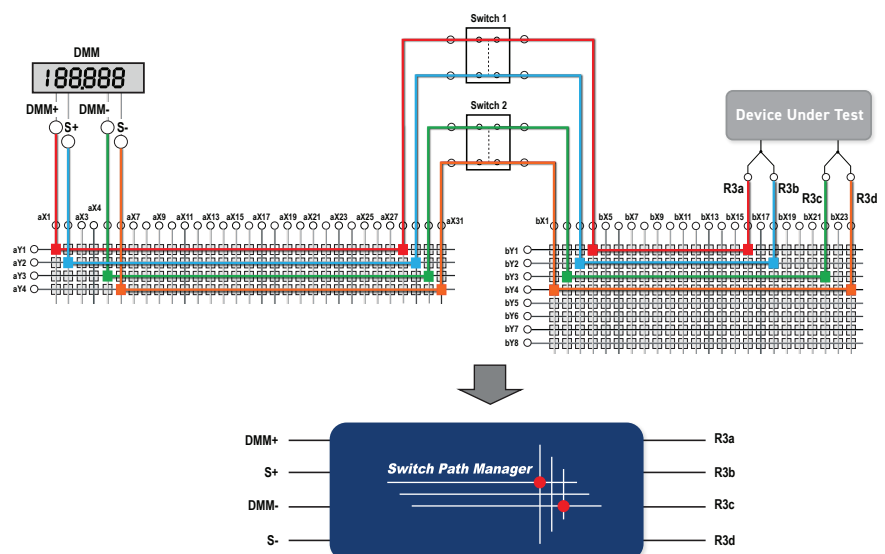 Switch 1
DMM
188.888
DMM+ DMM-
S+ S-
Switch 2
Device Under Test
R3a R3b
R3c R3d
aX1 aX3 aX4 aX7 aX9 aX11 aX13 aX15 aX17 aX19 aX21 aX23 aX25 aX27 aX31
bX1 bX5 bX7 bX9 bX11 bX13 bX15 bX17 bX19 bX21 bX23
aY1
aY2
aY3
aY4
bY1
bY2
bY3
bY4
bY5
bY6
bY7
bY8
DMM+ R3a
S+ R3b
Switch Path Manager
DMM- R3c
S- R3d